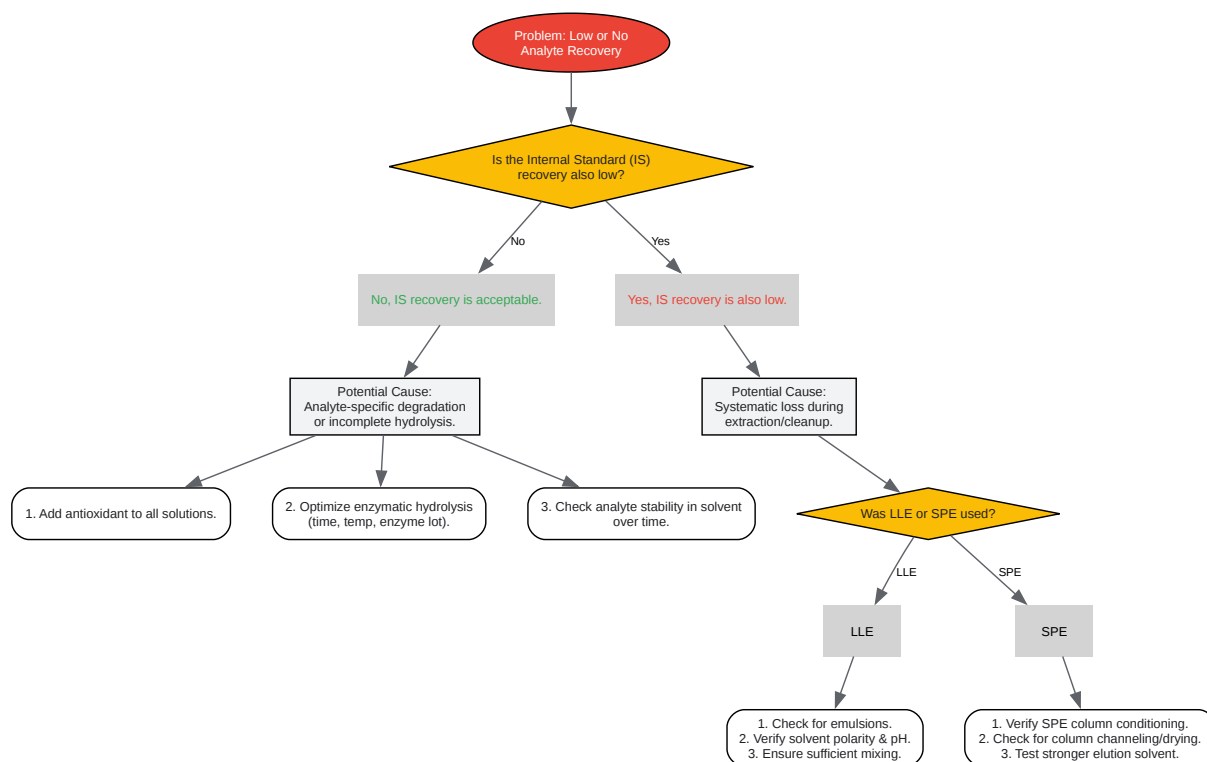 Problem: Low or No
Analyte Recovery
Is the Internal Standard (IS)
recovery also low?
No
Yes
No, IS recovery is acceptable.
Yes, IS recovery is also low.
Potential Cause:
Analyte-specific degradation
or incomplete hydrolysis.
Potential Cause:
Systematic loss during
extraction/cleanup.
1. Add antioxidant to all solutions.
2. Optimize enzymatic hydrolysis
(time, temp, enzyme lot).
3. Check analyte stability in solvent
over time.
Was LLE or SPE used?
LLE
SPE
LLE
SPE
1. Check for emulsions.
2. Verify solvent polarity & pH.
3. Ensure sufficient mixing.
1. Verify SPE column conditioning.
2. Check for column channeling/drying.
3. Test stronger elution solvent.